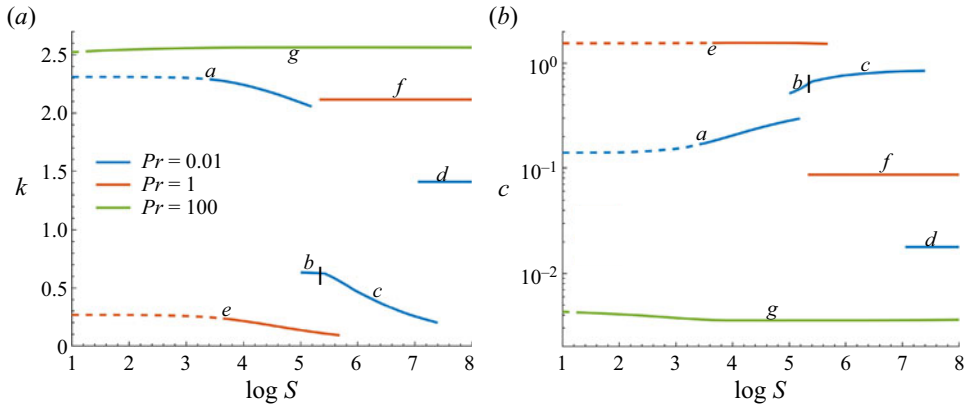 (a)
2.5
2.0
1.5
1.0
0.5
0
k
g
a
f
Pr = 0.01
Pr = 1
Pr = 100
d
b
c
e
1 2 3 4 5 6 7 8
log S
(b)
10⁰
10⁻¹
10⁻²
c
e
b
c
a
f
d
g
1 2 3 4 5 6 7 8
log S